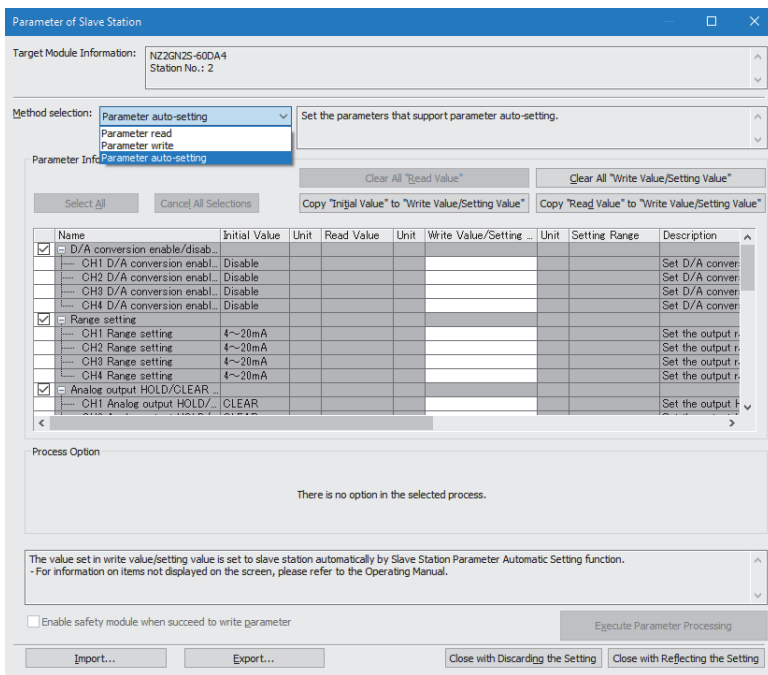 Parameter of Slave Station
Target Module Information:
NZ2GN2S-60DA4
Station No.: 2
Method selection:
Parameter auto-setting
Set the parameters that support parameter auto-setting.
Parameter read
Parameter write
Parameter auto-setting
Parameter Info
Clear All "Read Value"
Clear All "Write Value/Setting Value"
Select All
Cancel All Selections
Copy "Initial Value" to "Write Value/Setting Value"
Copy "Read Value" to "Write Value/Setting Value"
Name Initial Value Unit Read Value Unit Write Value/Setting ... Unit Setting Range Description
D/A conversion enable/disab...
CH1 D/A conversion enabl... Disable Set D/A conver
CH2 D/A conversion enabl... Disable Set D/A conver
CH3 D/A conversion enabl... Disable Set D/A conver
CH4 D/A conversion enabl... Disable Set D/A conver
Range setting
CH1 Range setting 4～20mA Set the output r
CH2 Range setting 4～20mA Set the output r
CH3 Range setting 4～20mA Set the output r
CH4 Range setting 4～20mA Set the output r
Analog output HOLD/CLEAR ...
CH1 Analog output HOLD/... CLEAR Set the output H
Process Option
There is no option in the selected process.
The value set in write value/setting value is set to slave station automatically by Slave Station Parameter Automatic Setting function.
- For information on items not displayed on the screen, please refer to the Operating Manual.
Enable safety module when succeed to write parameter
Execute Parameter Processing
Import...
Export...
Close with Discarding the Setting
Close with Reflecting the Setting